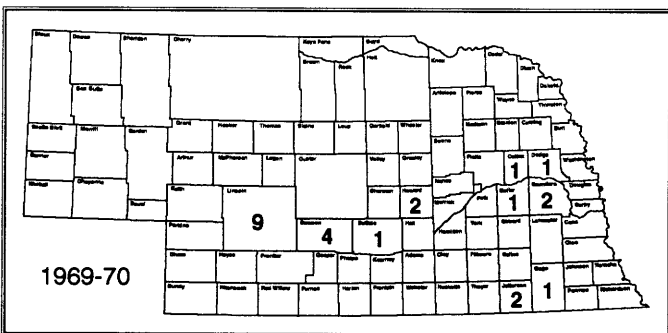 Sioux
Dawes
Sheridan
Cherry
Keya Paha
Boyd
Brown
Rock
Holt
Knox
Cedar
Dixon
Dakota
Box Butte
Antelope
Pierce
Wayne
Thurston
Scotts Bluff
Morrill
Garden
Grant
Hooker
Thomas
Blaine
Loup
Garfield
Wheeler
Boone
Madison
Stanton
Cuming
Burt
Banner
Arthur
McPherson
Logan
Custer
Valley
Greeley
Platte
Colfax
1
Dodge
1
Washington
Kimball
Cheyenne
Deuel
Keith
Lincoln
9
Sherman
Howard
2
Nance
Merrick
Polk
Butler
1
Saunders
2
Douglas
Sarpy
Perkins
Dawson
4
Buffalo
1
Hall
Hamilton
York
Seward
Lancaster
Cass
Otoe
1969-70
Chase
Hayes
Frontier
Gosper
Phelps
Kearney
Adams
Clay
Fillmore
Saline
Gage
1
Johnson
Nemaha
Dundy
Hitchcock
Red Willow
Furnas
Harlan
Franklin
Webster
Nuckolls
Thayer
Jefferson
2
Pawnee
Richardson